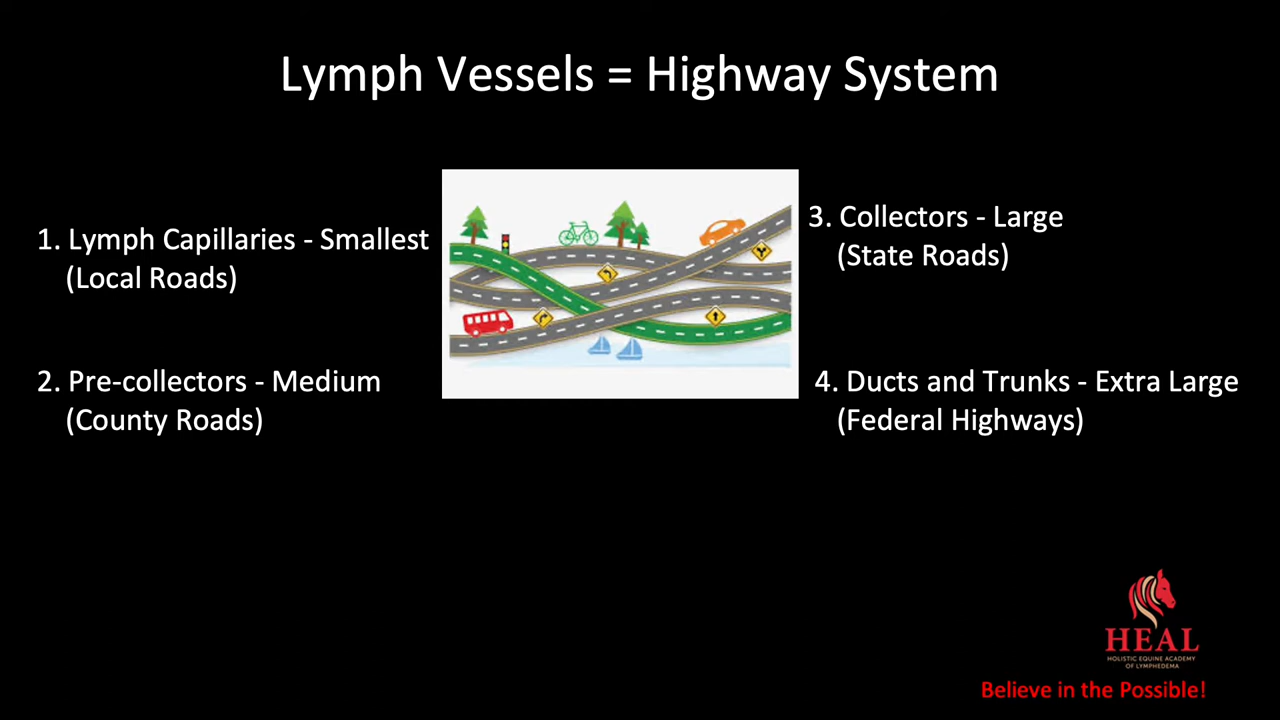 Lymph Vessels = Highway System
1. Lymph Capillaries - Smallest
(Local Roads)
2. Pre-collectors - Medium
(County Roads)
3. Collectors - Large
(State Roads)
4. Ducts and Trunks - Extra Large
(Federal Highways)
HEAL
HOLISTIC EQUINE ACADEMY
OF LYMPHEDEMA
Believe in the Possible!